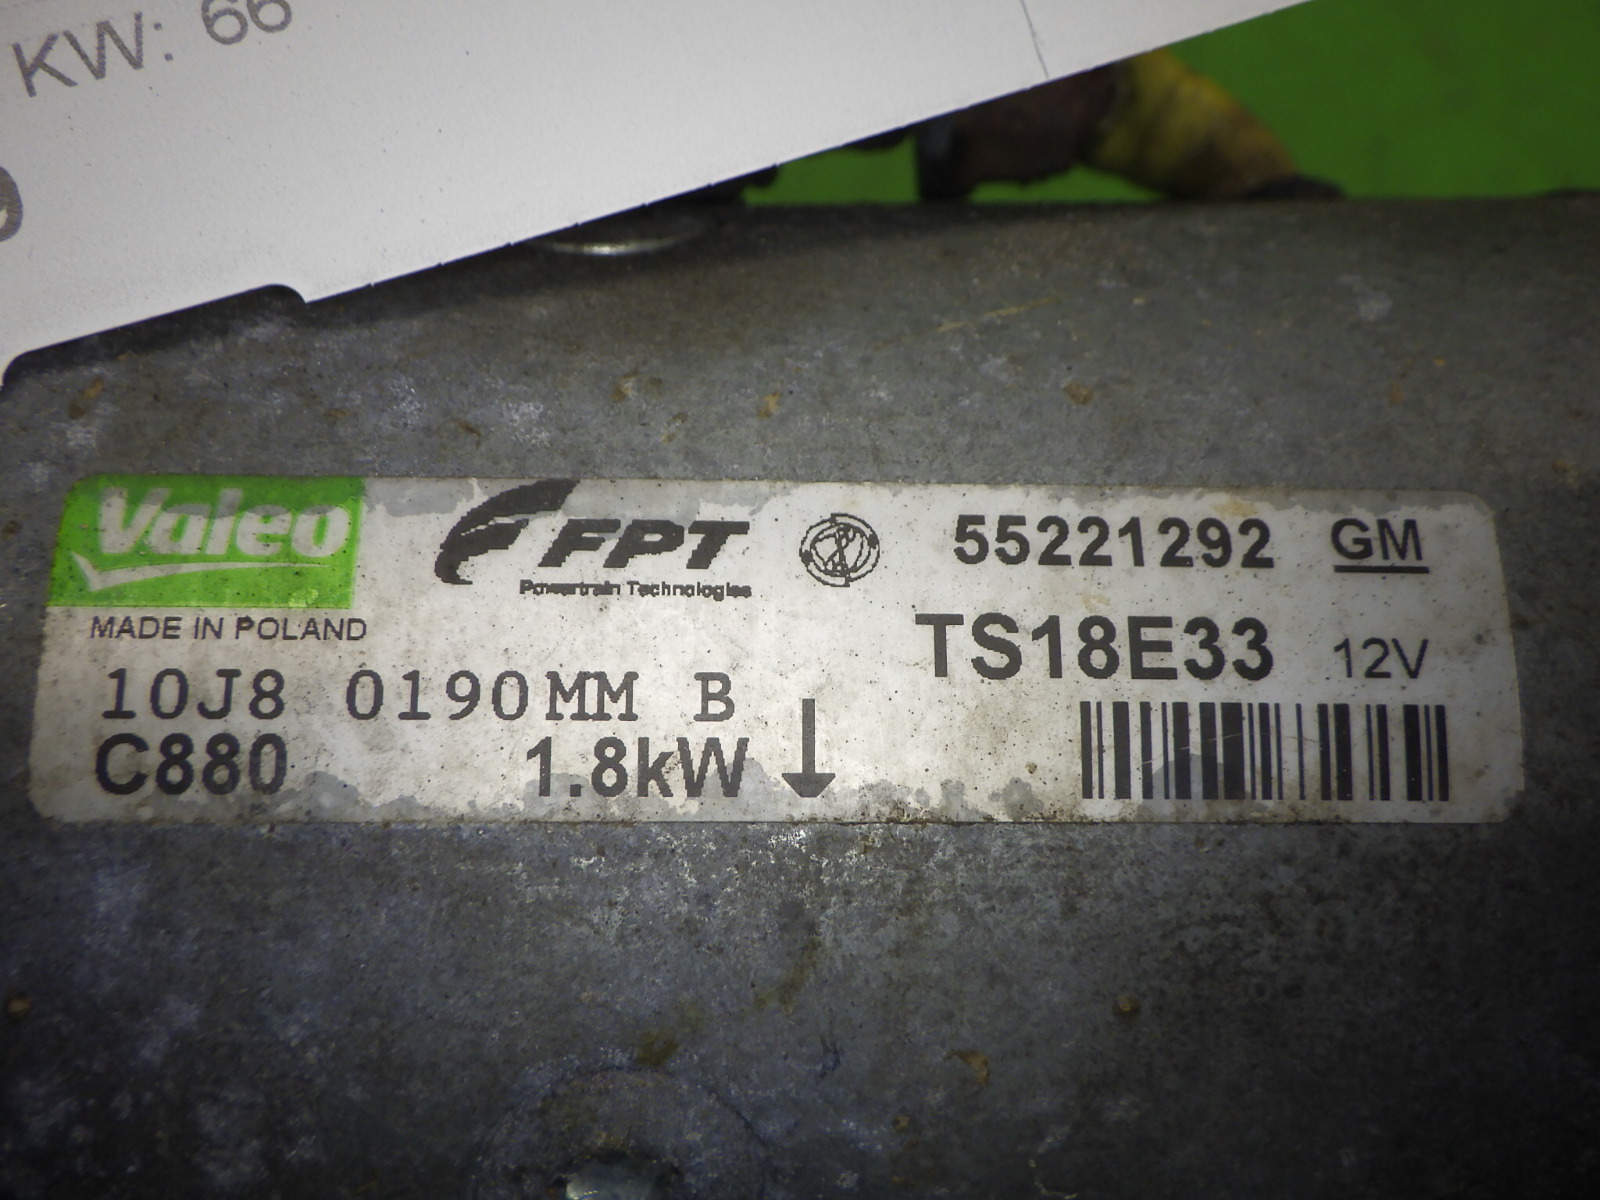 KW: 66
Valeo
FPT
Powertrain Technologies
55221292 GM
MADE IN POLAND
TS18E33 12V
10J8 0190MM B
C880 1.8kW